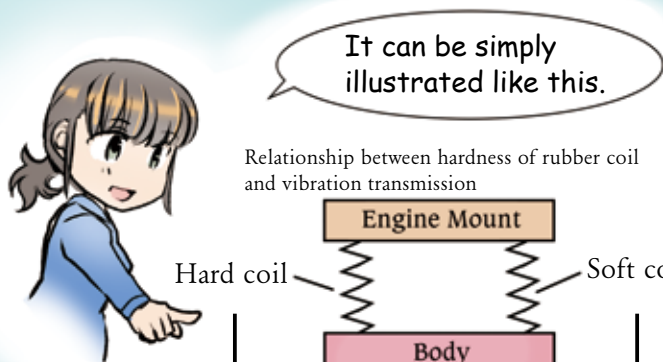 It can be simply
illustrated like this.
Relationship between hardness of rubber coil
and vibration transmission
Engine Mount
Hard coil
Soft
Body